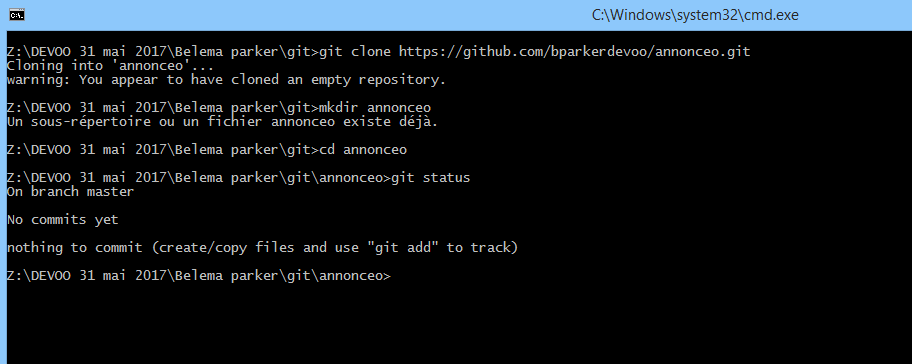 C:\Windows\system32\cmd.exe
Z:\DEVOO 31 mai 2017\Belema parker\git>git clone https://github.com/bparkerdevoo/annonceo.git
Cloning into 'annonceo'...
warning: You appear to have cloned an empty repository.
Z:\DEVOO 31 mai 2017\Belema parker\git>mkdir annonceo
Un sous-répertoire ou un fichier annonceo existe déjà.
Z:\DEVOO 31 mai 2017\Belema parker\git>cd annonceo
Z:\DEVOO 31 mai 2017\Belema parker\git\annonceo>git status
On branch master
No commits yet
nothing to commit (create/copy files and use "git add" to track)
Z:\DEVOO 31 mai 2017\Belema parker\git\annonceo>